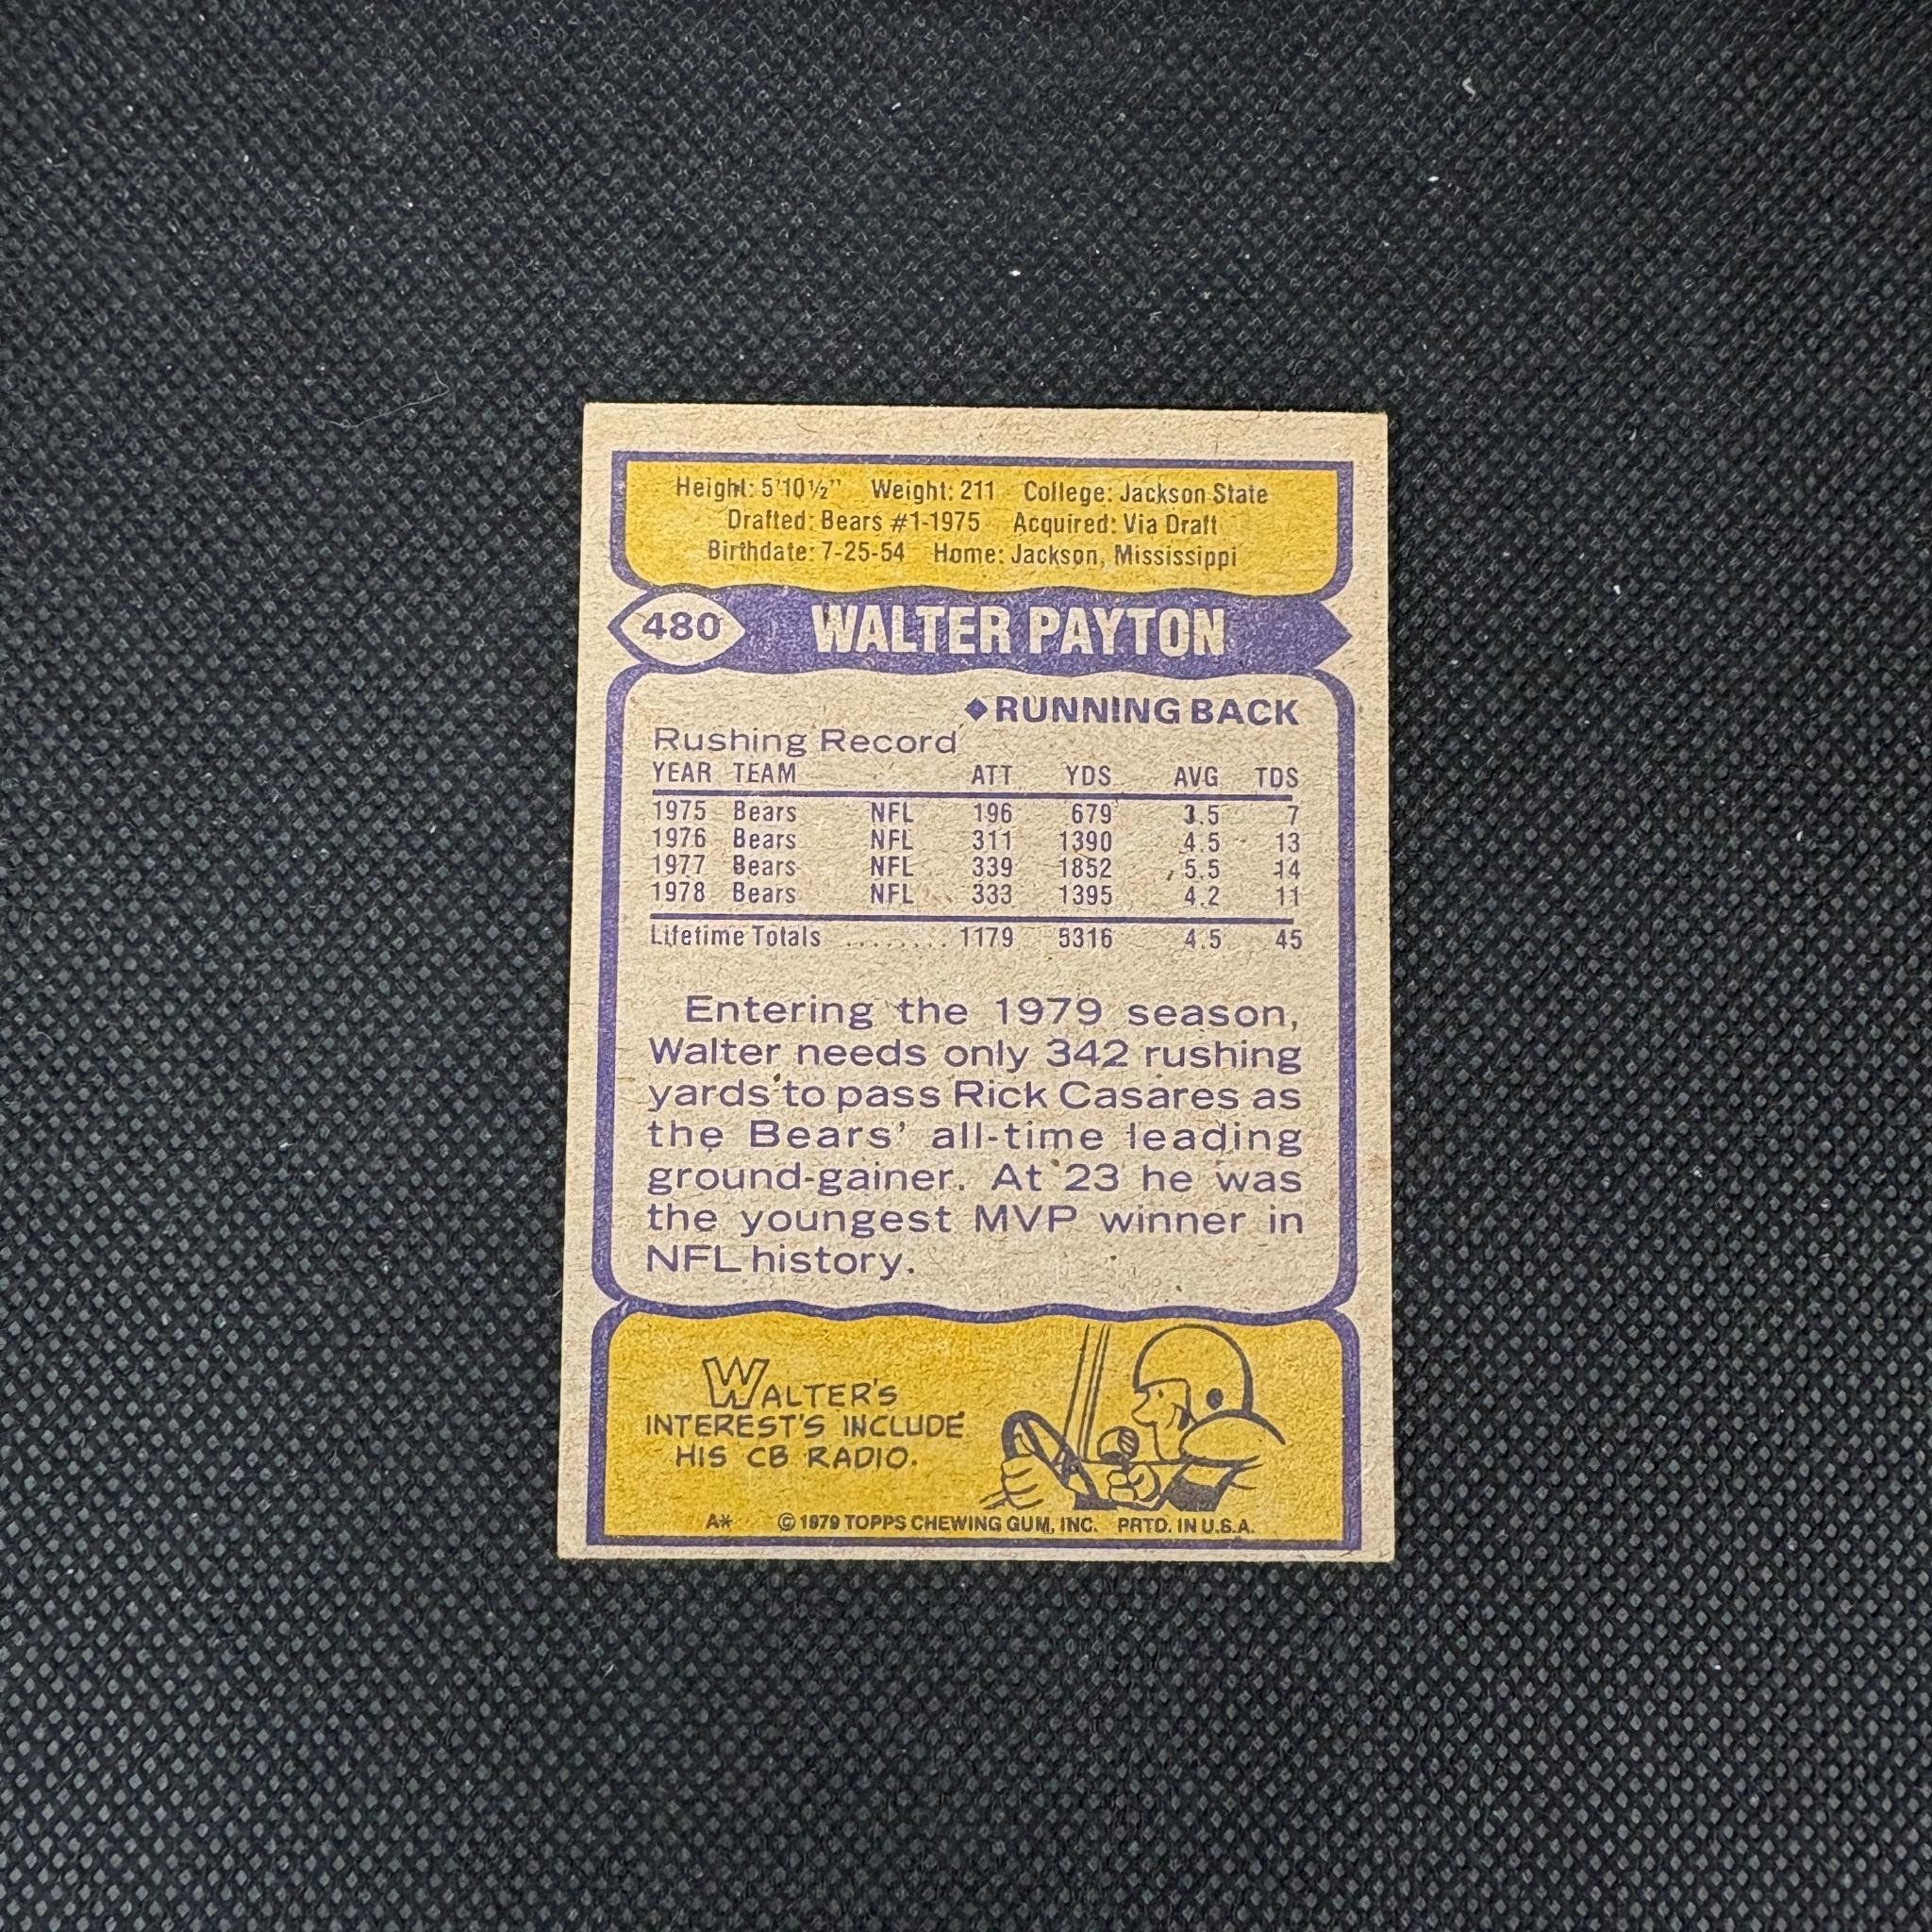 Height: 5'10½" Weight: 211 College: Jackson State
Drafted: Bears #1-1975 Acquired: Via Draft
Birthdate: 7-25-54 Home: Jackson, Mississippi
480 WALTER PAYTON
◆RUNNING BACK
Rushing Record
YEAR TEAM ATT YDS AVG TDS
1975 Bears NFL 196 679 3.5 7
1976 Bears NFL 311 1390 4.5 13
1977 Bears NFL 339 1852 5.5 14
1978 Bears NFL 333 1395 4.2 11
Lifetime Totals ........ 1179 5316 4.5 45
Entering the 1979 season,
Walter needs only 342 rushing
yards to pass Rick Casares as
the Bears' all-time leading
ground-gainer. At 23 he was
the youngest MVP winner in
NFL history.
WALTER'S
INTEREST'S INCLUDE
HIS CB RADIO.
A* © 1979 TOPPS CHEWING GUM, INC. PRTD. IN U.S.A.